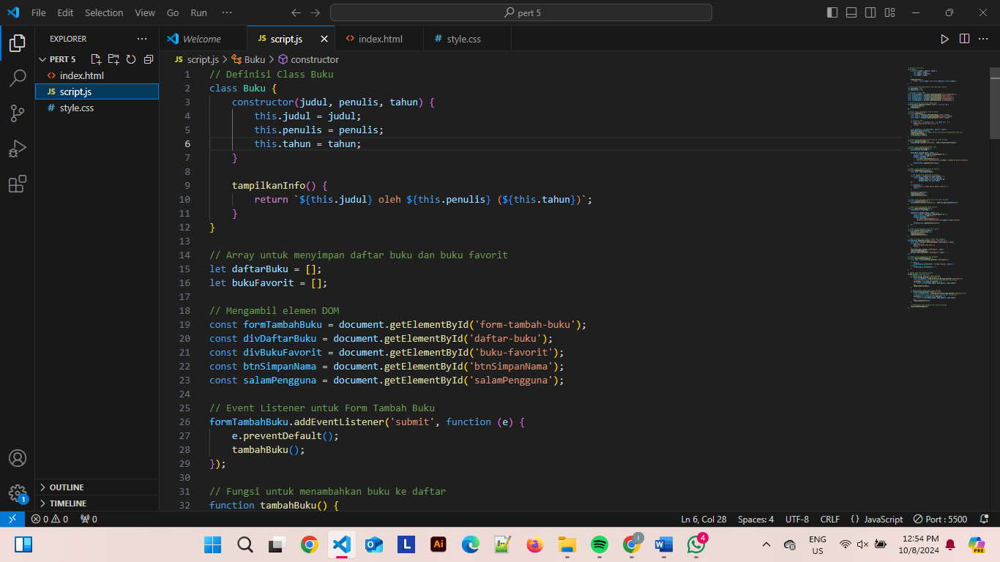 File Edit Selection View Go Run ··· pert 5
EXPLORER ···
PERT 5
index.html
JS script.js
# style.css
OUTLINE
TIMELINE
Welcome JS script.js <> index.html # style.css
JS script.js > Buku > constructor
1 // Definisi Class Buku
2 class Buku {
3 constructor(judul, penulis, tahun) {
4 this.judul = judul;
5 this.penulis = penulis;
6 this.tahun = tahun;
7 }
8
9 tampilkanInfo() {
10 return `${this.judul} oleh ${this.penulis} (${this.tahun})`;
11 }
12 }
13
14 // Array untuk menyimpan daftar buku dan buku favorit
15 let daftarBuku = [];
16 let bukuFavorit = [];
17
18 // Mengambil elemen DOM
19 const formTambahBuku = document.getElementById('form-tambah-buku');
20 const divDaftarBuku = document.getElementById('daftar-buku');
21 const divBukuFavorit = document.getElementById('buku-favorit');
22 const btnSimpanNama = document.getElementById('btnSimpanNama');
23 const salamPengguna = document.getElementById('salamPengguna');
24
25 // Event Listener untuk Form Tambah Buku
26 formTambahBuku.addEventListener('submit', function (e) {
27 e.preventDefault();
28 tambahBuku();
29 });
30
31 // Fungsi untuk menambahkan buku ke daftar
32 function tambahBuku() {
1
0 0 0 Ln 6, Col 28 Spaces: 4 UTF-8 CRLF {} JavaScript Port : 5500
L Ai I W 4 ENG 12:54 PM PRE
US 10/8/2024